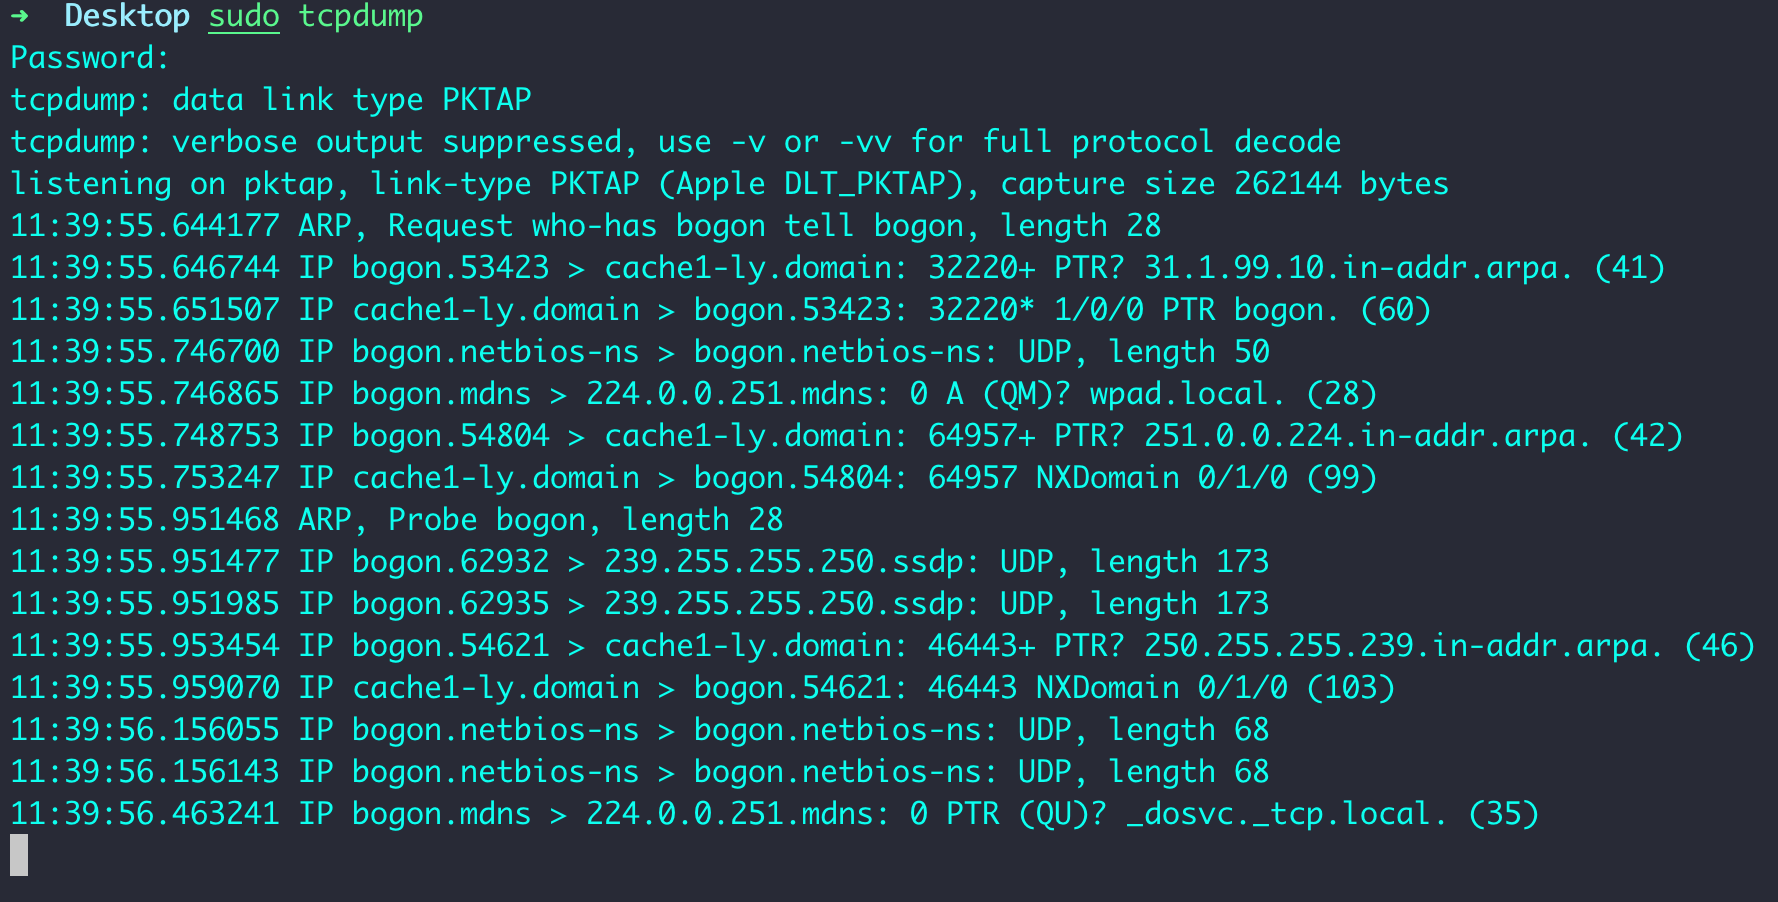 ➜  Desktop sudo tcpdump
Password:
tcpdump: data link type PKTAP
tcpdump: verbose output suppressed, use -v or -vv for full protocol decode
listening on pktap, link-type PKTAP (Apple DLT_PKTAP), capture size 262144 bytes
11:39:55.644177 ARP, Request who-has bogon tell bogon, length 28
11:39:55.646744 IP bogon.53423 > cache1-ly.domain: 32220+ PTR? 31.1.99.10.in-addr.arpa. (41)
11:39:55.651507 IP cache1-ly.domain > bogon.53423: 32220* 1/0/0 PTR bogon. (60)
11:39:55.746700 IP bogon.netbios-ns > bogon.netbios-ns: UDP, length 50
11:39:55.746865 IP bogon.mdns > 224.0.0.251.mdns: 0 A (QM)? wpad.local. (28)
11:39:55.748753 IP bogon.54804 > cache1-ly.domain: 64957+ PTR? 251.0.0.224.in-addr.arpa. (42)
11:39:55.753247 IP cache1-ly.domain > bogon.54804: 64957 NXDomain 0/1/0 (99)
11:39:55.951468 ARP, Probe bogon, length 28
11:39:55.951477 IP bogon.62932 > 239.255.255.250.ssdp: UDP, length 173
11:39:55.951985 IP bogon.62935 > 239.255.255.250.ssdp: UDP, length 173
11:39:55.953454 IP bogon.54621 > cache1-ly.domain: 46443+ PTR? 250.255.255.239.in-addr.arpa. (46)
11:39:55.959070 IP cache1-ly.domain > bogon.54621: 46443 NXDomain 0/1/0 (103)
11:39:56.156055 IP bogon.netbios-ns > bogon.netbios-ns: UDP, length 68
11:39:56.156143 IP bogon.netbios-ns > bogon.netbios-ns: UDP, length 68
11:39:56.463241 IP bogon.mdns > 224.0.0.251.mdns: 0 PTR (QU)? _dosvc._tcp.local. (35)